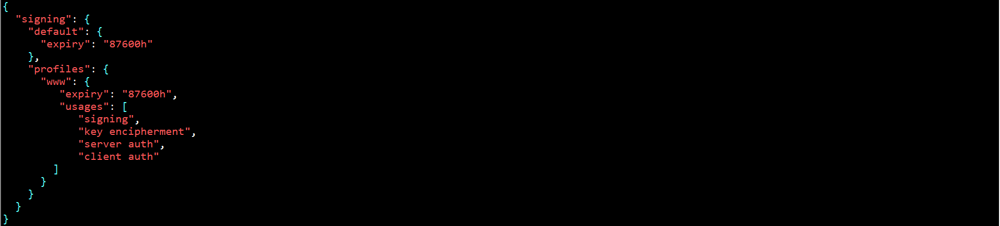 {
  "signing": {
    "default": {
      "expiry": "87600h"
    },
    "profiles": {
      "www": {
         "expiry": "87600h",
         "usages": [
            "signing",
            "key encipherment",
            "server auth",
            "client auth"
        ]
      }
    }
  }
}